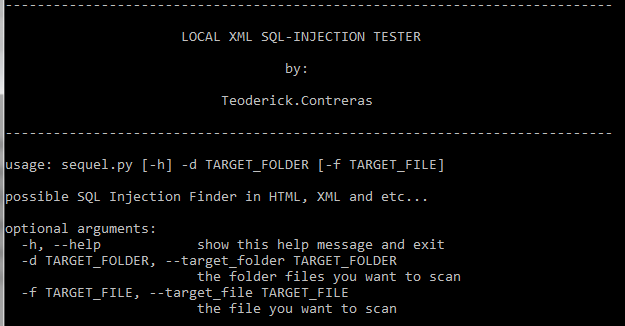 --------------------------------------------------------------------------
LOCAL XML SQL-INJECTION TESTER
by:
Teoderick.Contreras
--------------------------------------------------------------------------
usage: sequel.py [-h] -d TARGET_FOLDER [-f TARGET_FILE]
possible SQL Injection Finder in HTML, XML and etc...
optional arguments:
-h, --help show this help message and exit
-d TARGET_FOLDER, --target_folder TARGET_FOLDER
the folder files you want to scan
-f TARGET_FILE, --target_file TARGET_FILE
the file you want to scan